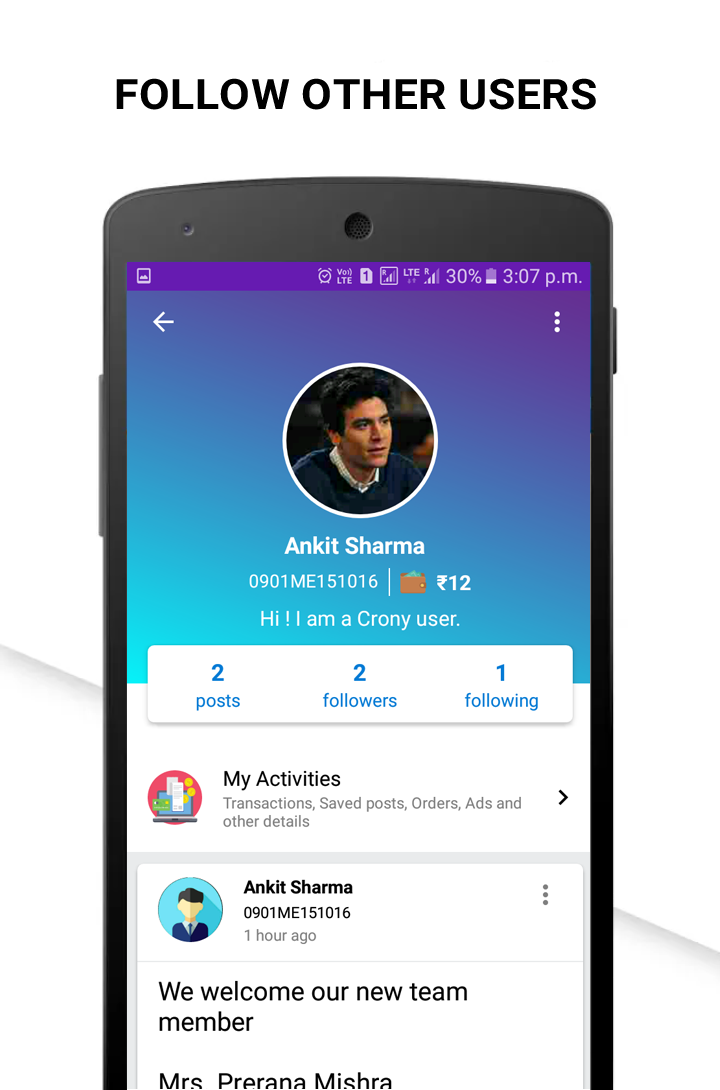 FOLLOW OTHER USERS
Vo)) LTE 1 R LTE R 30% 3:07 p.m.
Ankit Sharma
0901ME151016 ₹12
Hi ! I am a Crony user.
2 2 1
posts followers following
My Activities
Transactions, Saved posts, Orders, Ads and
other details
Ankit Sharma
0901ME151016
1 hour ago
We welcome our new team
member
Mrs. Prerana Mishra